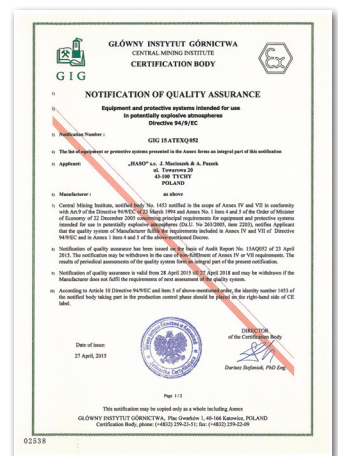 GŁÓWNY INSTYTUT GÓRNICTWA
CENTRAL MINING INSTITUTE
CERTIFICATION BODY
GIG
Ex
1) NOTIFICATION OF QUALITY ASSURANCE
2) Equipment and protective systems intended for use
in potentially explosive atmospheres
Directive 94/9/EC
3) Notification Number :
GIG 15 ATEXQ052
4) The list of equipment or protective systems presented in the Annex forms an integral part of this notification
5) Applicant: „HASO” s.c. J. Macioszek & A. Paszek
ul. Towarowa 20
43-100 TYCHY
POLAND
6) Manufacturer : as above
7) Central Mining Institute, notified body No. 1453 notified in the scope of Annex IV and VII in conformity
with Art.9 of the Directive 94/9/EC of 23 March 1994 and Annex No. 1 item 4 and 5 of the Order of Minister
of Economy of 22 December 2005 concerning principal requirements for equipment and protective systems
intended for use in potentially explosive atmospheres (Dz.U. No 263/2005, item 2203), notifies Applicant
that the quality system of Manufacturer fulfils the requirements included in Annex IV and VII of Directive
94/9/EC and in Annex 1 item 4 and 5 of the above mentioned Decree.
8) Notification of quality assurance has been issued on the basis of Audit Report No. 15AQ052 of 23 April
2015. The notification may be withdrawn in the case of non-fulfilment of Annex IV or VII requirements. The
results of periodical assessments of the quality system form an integral part of the present notification.
9) Notification of quality assurance is valid from 28 April 2015 till 27 April 2018 and may be withdrawn if the
Manufacturer does not fulfil the requirements of next assessment of the quality system.
10) According to Article 10 Directive 94/9/EC and item 5 of above-mentioned order, the identity number 1453 of
the notified body taking part in the production control phase should be placed on the right-hand side of CE
label.
Date of issue:
27 April, 2015
DIRECTOR
of the Certification Body
Dariusz Stefaniak, PhD Eng.
Page 1/2
This notification may be copied only as a whole including Annex
GŁÓWNY INSTYTUT GÓRNICTWA, Plac Gwarków 1, 40-166 Katowice, POLAND
Certification Body, phone: (+4832) 259-23-51; fax: (+4832) 259-22-09
02538